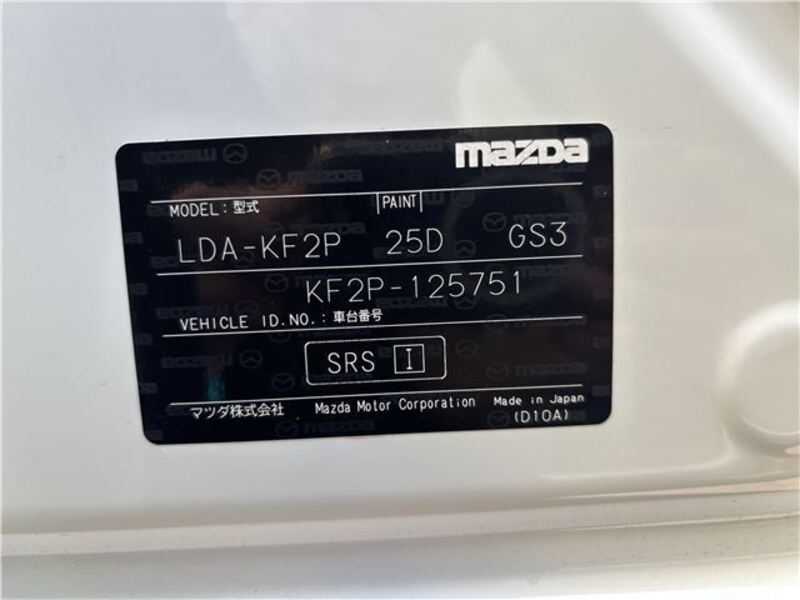 mazda
MODEL：型式 PAINT
LDA-KF2P 25D GS3
KF2P-125751
VEHICLE ID.NO.：車台番号
SRS I
マツダ株式会社 Mazda Motor Corporation Made in Japan
(D10A)